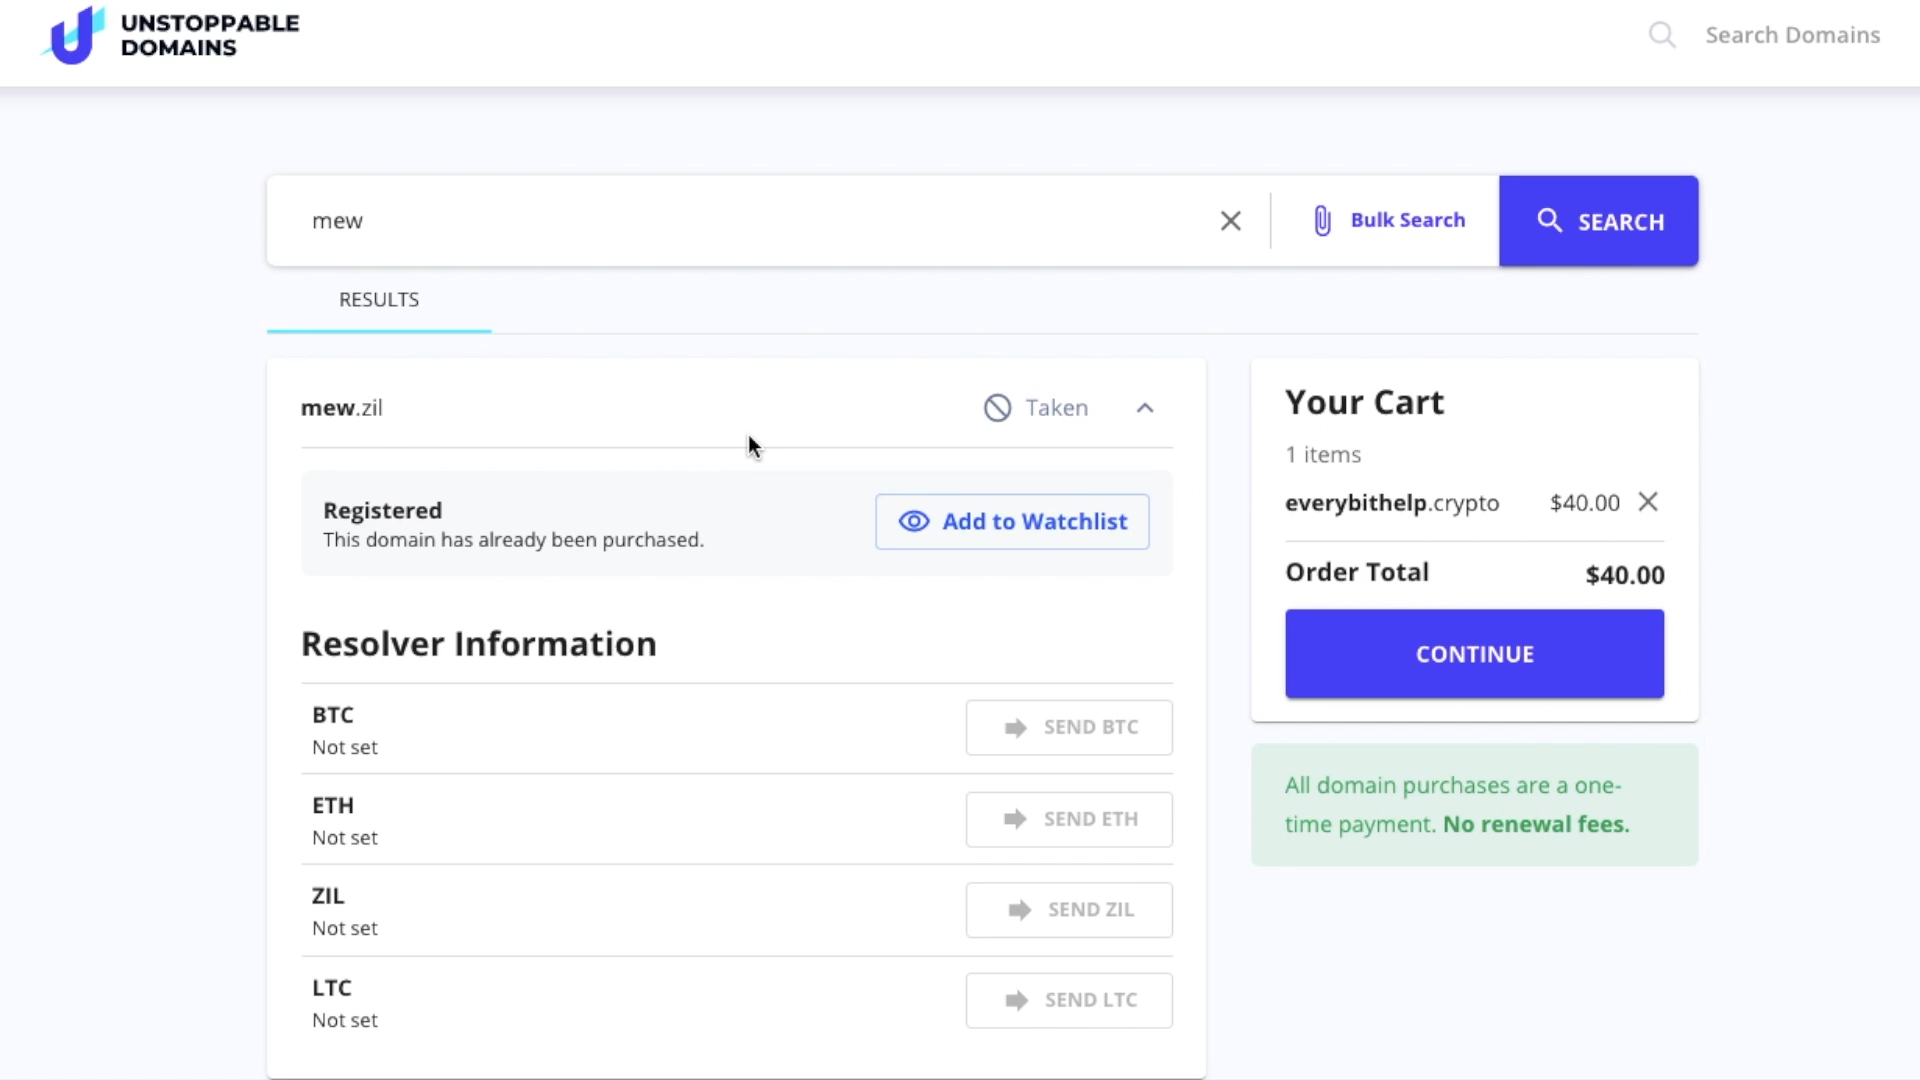 UNSTOPPABLE
DOMAINS
Search Domains
mew
Bulk Search
SEARCH
RESULTS
mew.zil
Taken
Registered
This domain has already been purchased.
Add to Watchlist
Resolver Information
BTC
Not set
SEND BTC
ETH
Not set
SEND ETH
ZIL
Not set
SEND ZIL
LTC
Not set
SEND LTC
Your Cart
1 items
everybithelp.crypto $40.00
Order Total $40.00
CONTINUE
All domain purchases are a one-
time payment. No renewal fees.